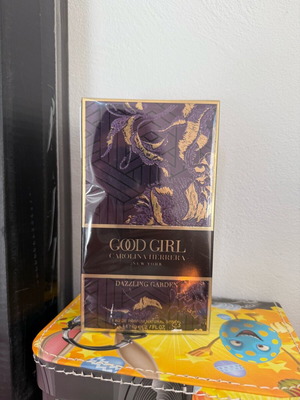 GOOD GIRL
CAROLINA HERRERA
NEW YORK
DAZZLING GARDEN